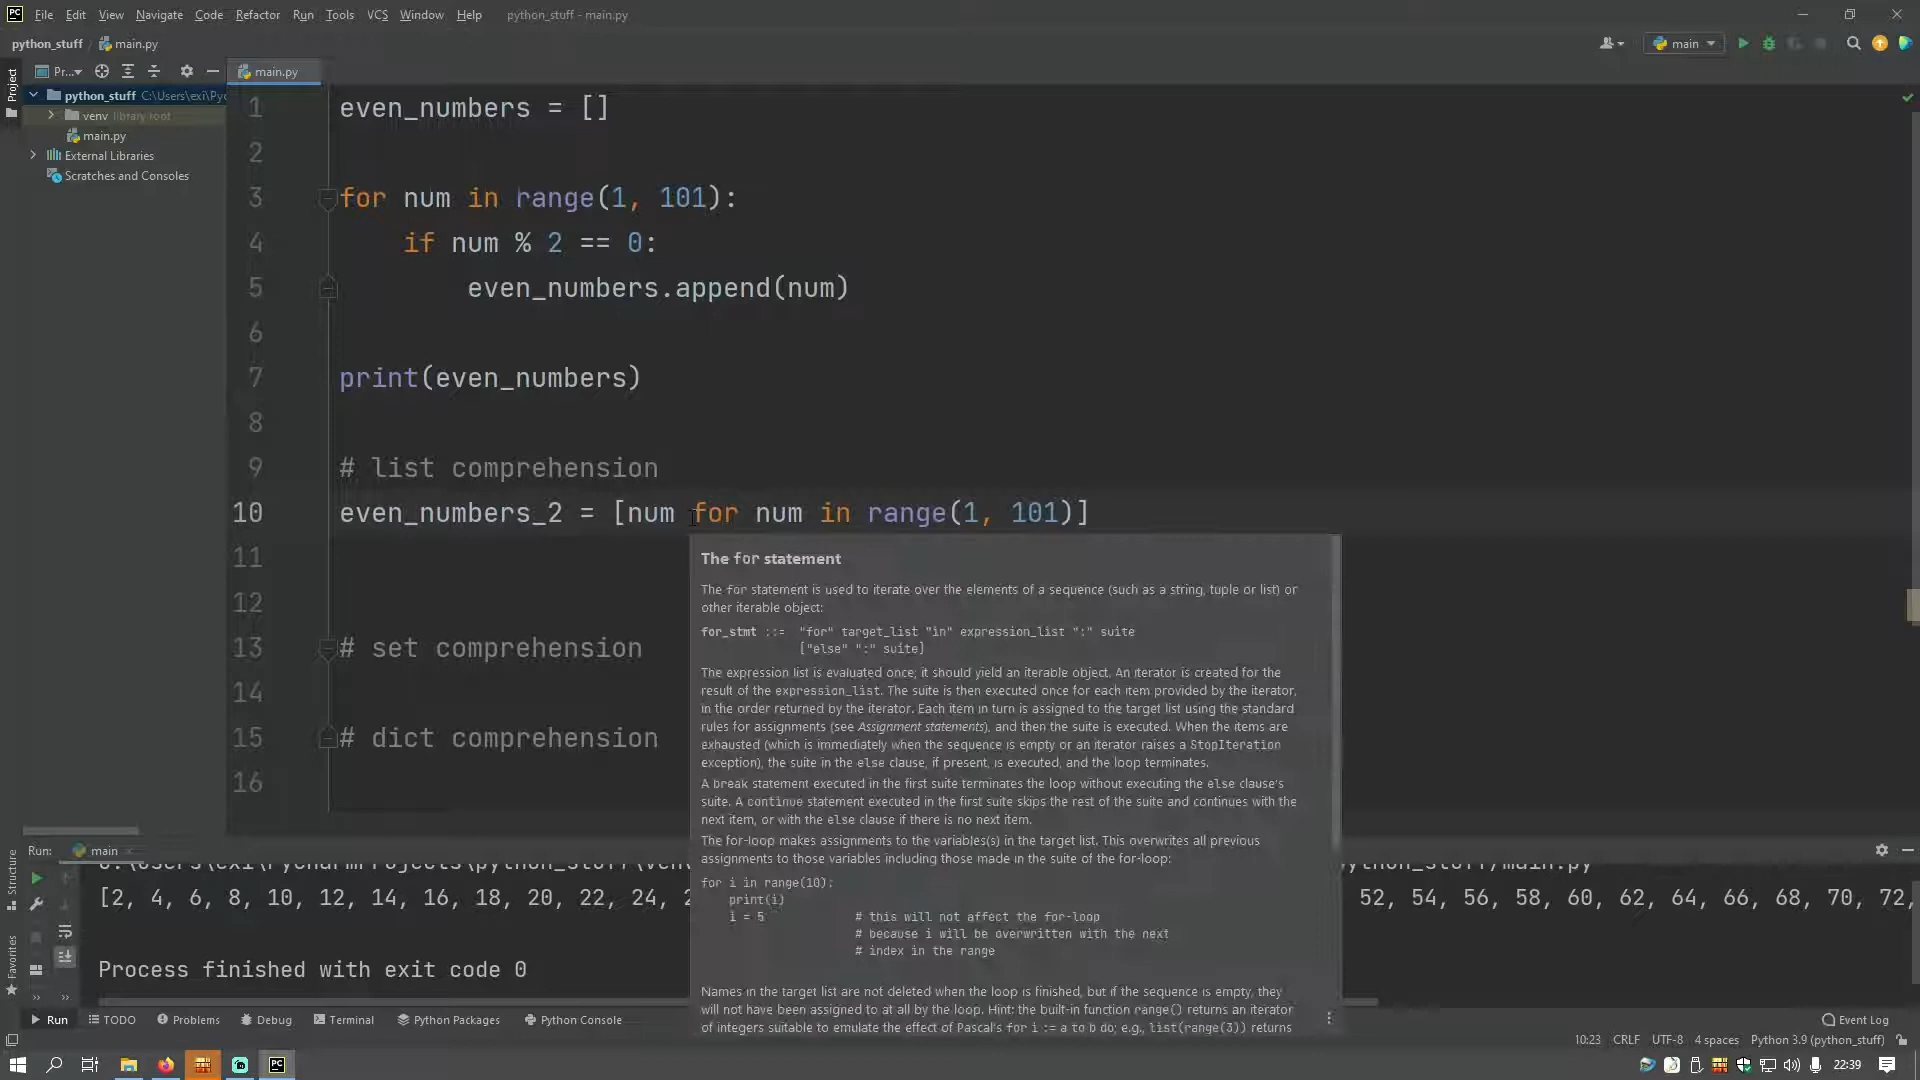 PC File Edit View Navigate Code Refactor Run Tools VCS Window Help python_stuff - main.py
python_stuff main.py
main
Project
Pr...
main.py
python_stuff C:\Users\exi\Pyc
venv library root
main.py
External Libraries
Scratches and Consoles
1 even_numbers = []
2
3 for num in range(1, 101):
4 if num % 2 == 0:
5 even_numbers.append(num)
6
7 print(even_numbers)
8
9 # list comprehension
10 even_numbers_2 = [num for num in range(1, 101)]
11
12
13 # set comprehension
14
15 # dict comprehension
16
The for statement
The for statement is used to iterate over the elements of a sequence (such as a string, tuple or list) or
other iterable object:
for_stmt ::= "for" target_list "in" expression_list ":" suite
["else" ":" suite]
The expression list is evaluated once; it should yield an iterable object. An iterator is created for the
result of the expression_list. The suite is then executed once for each item provided by the iterator,
in the order returned by the iterator. Each item in turn is assigned to the target list using the standard
rules for assignments (see Assignment statements), and then the suite is executed. When the items are
exhausted (which is immediately when the sequence is empty or an iterator raises a StopIteration
exception), the suite in the else clause, if present, is executed, and the loop terminates.
A break statement executed in the first suite terminates the loop without executing the else clause's
suite. A continue statement executed in the first suite skips the rest of the suite and continues with the
next item, or with the else clause if there is no next item.
The for-loop makes assignments to the variables(s) in the target list. This overwrites all previous
assignments to those variables including those made in the suite of the for-loop:
for i in range(10):
print(i)
i = 5 # this will not affect the for-loop
# because i will be overwritten with the next
# index in the range
Names in the target list are not deleted when the loop is finished, but if the sequence is empty, they
will not have been assigned to at all by the loop. Hint: the built-in function range() returns an iterator
of integers suitable to emulate the effect of Pascal's for i := a to b do; e.g., list(range(3)) returns
Run: main
C:\Users\exi\PycharmProjects\python_stuff\venv
python_stuff/main.py
[2, 4, 6, 8, 10, 12, 14, 16, 18, 20, 22, 24, 2
52, 54, 56, 58, 60, 62, 64, 66, 68, 70, 72,
Process finished with exit code 0
Structure
Favorites
Run TODO Problems Debug Terminal Python Packages Python Console
Event Log
10:23 CRLF UTF-8 4 spaces Python 3.9 (python_stuff)
PC
22:39